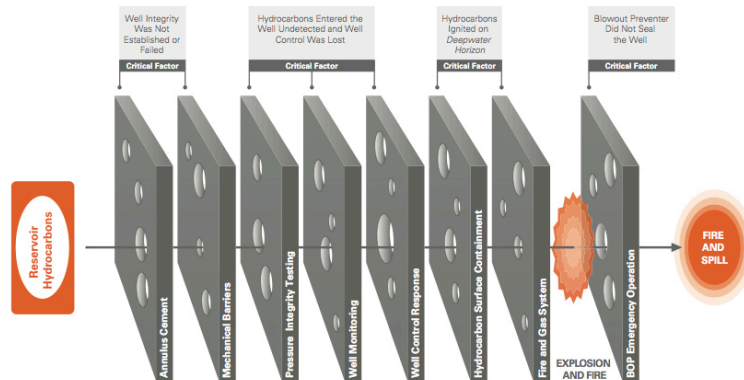 Well Integrity
Was Not
Established or
Failed
Critical Factor
Hydrocarbons Entered the
Well Undetected and Well
Control Was Lost
Critical Factor
Hydrocarbons
Ignited on
Deepwater
Horizon
Critical Factor
Blowout Preventer
Did Not Seal
the Well
Critical Factor
Reservoir
Hydrocarbons
Annulus Cement
Mechanical Barriers
Pressure Integrity Testing
Well Monitoring
Well Control Response
Hydrocarbon Surface Containment
Fire and Gas System
EXPLOSION
AND FIRE
BOP Emergency Operation
FIRE
AND
SPILL